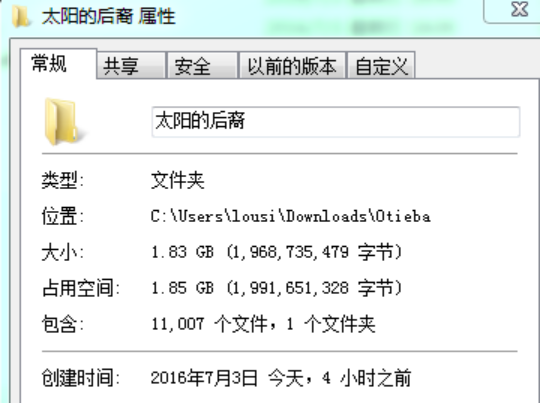 太阳的后裔 属性
常规 共享 安全 以前的版本 自定义
太阳的后裔
类型: 文件夹
位置: C:\Users\lousi\Downloads\Otieba
大小: 1.83 GB (1,968,735,479 字节)
占用空间: 1.85 GB (1,991,651,328 字节)
包含: 11,007 个文件，1 个文件夹
创建时间: 2016年7月3日 今天，4 小时之前